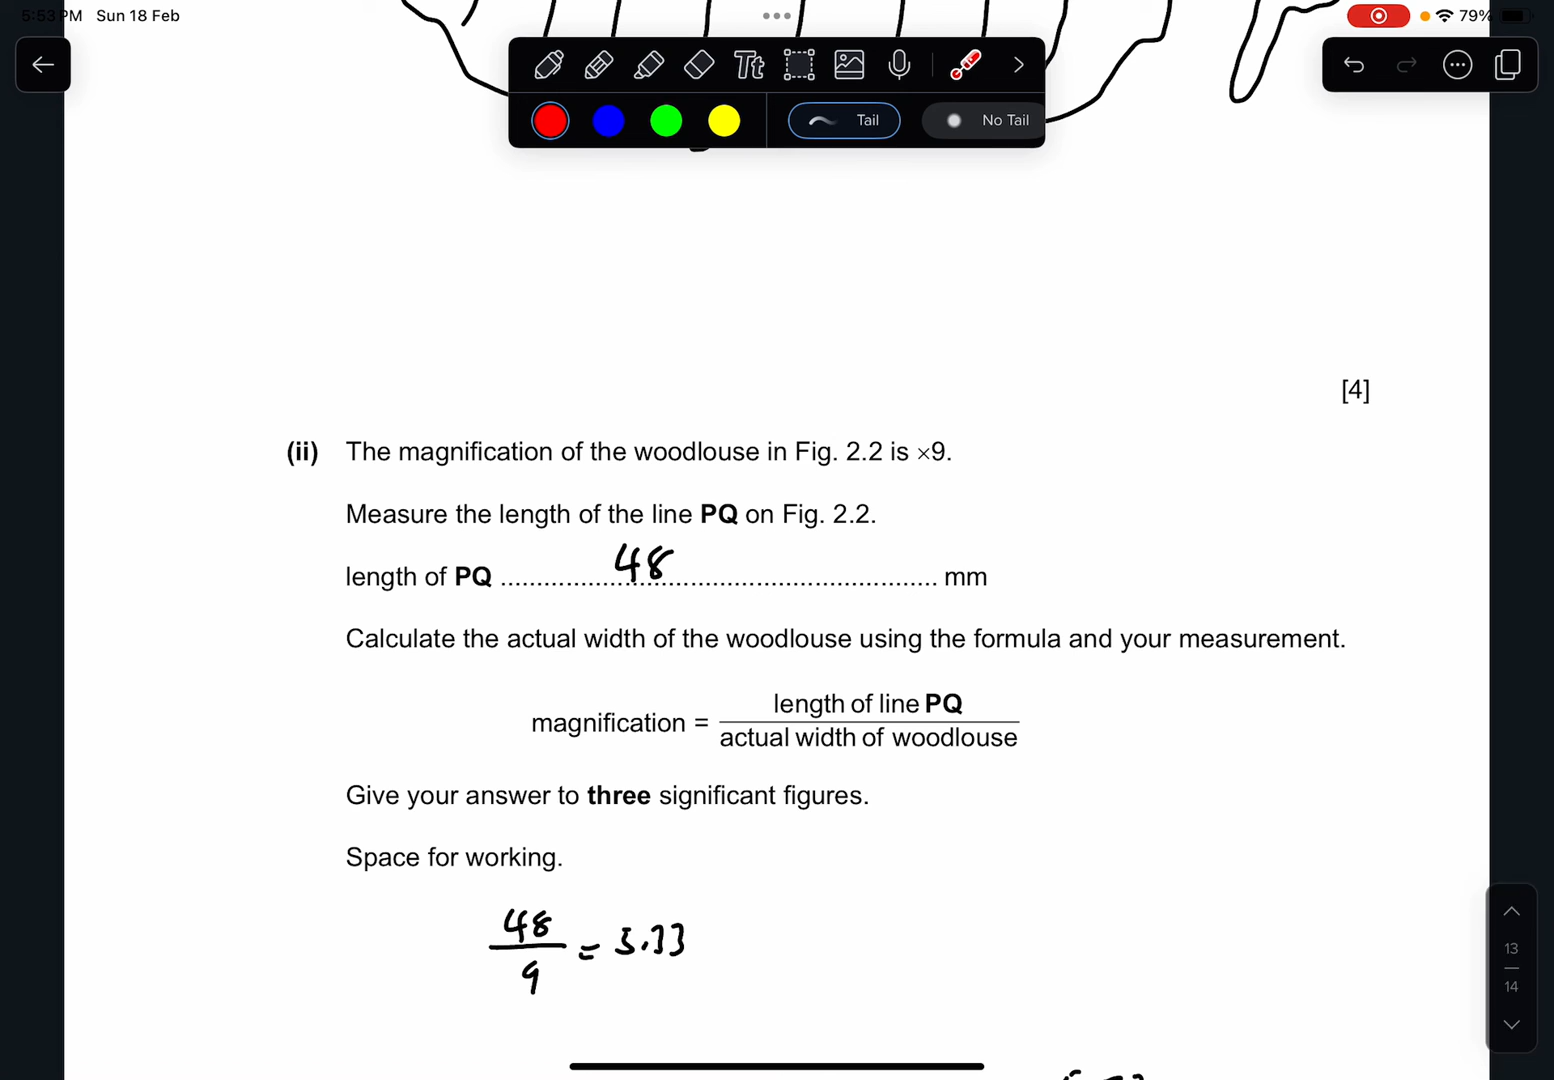 5:53 PM Sun 18 Feb
79%
Tt
Tail
No Tail
[4]
(ii) The magnification of the woodlouse in Fig. 2.2 is ×9.
Measure the length of the line PQ on Fig. 2.2.
length of PQ 48 mm
Calculate the actual width of the woodlouse using the formula and your measurement.
magnification = length of line PQ
actual width of woodlouse
Give your answer to three significant figures.
Space for working.
48
9 = 5.33
13
14